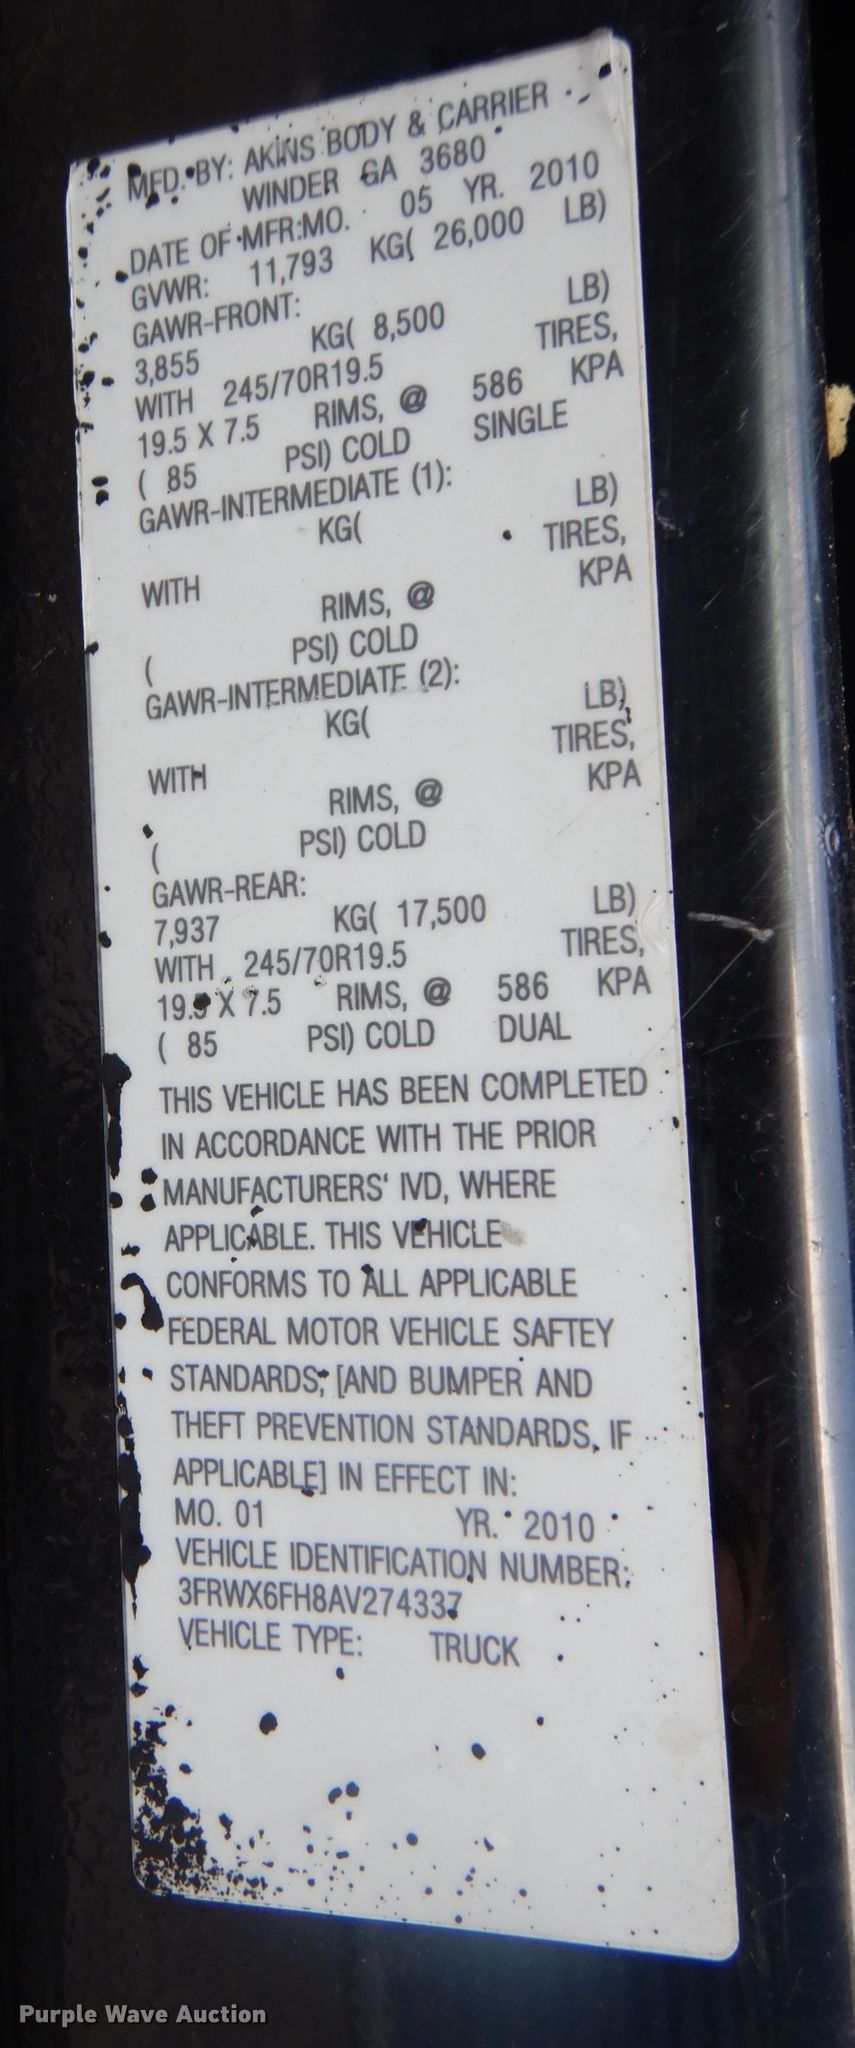 MFD. BY: AKINS BODY & CARRIER
WINDER GA 3680
DATE OF MFR:MO. 05 YR. 2010
GVWR: 11,793 KG( 26,000 LB)
GAWR-FRONT:
3,855 KG( 8,500 LB)
WITH 245/70R19.5 TIRES,
19.5 X 7.5 RIMS, @ 586 KPA
( 85 PSI) COLD SINGLE
GAWR-INTERMEDIATE (1):
KG( LB)
WITH TIRES,
RIMS, @ KPA
( PSI) COLD
GAWR-INTERMEDIATE (2):
KG( LB)
WITH TIRES,
RIMS, @ KPA
( PSI) COLD
GAWR-REAR:
7,937 KG( 17,500 LB)
WITH 245/70R19.5 TIRES,
19.5 X 7.5 RIMS, @ 586 KPA
( 85 PSI) COLD DUAL
THIS VEHICLE HAS BEEN COMPLETED
IN ACCORDANCE WITH THE PRIOR
MANUFACTURERS' IVD, WHERE
APPLICABLE. THIS VEHICLE
CONFORMS TO ALL APPLICABLE
FEDERAL MOTOR VEHICLE SAFTEY
STANDARDS, [AND BUMPER AND
THEFT PREVENTION STANDARDS, IF
APPLICABLE] IN EFFECT IN:
MO. 01 YR. 2010
VEHICLE IDENTIFICATION NUMBER:
3FRWX6FH8AV274337
VEHICLE TYPE: TRUCK
Purple Wave Auction